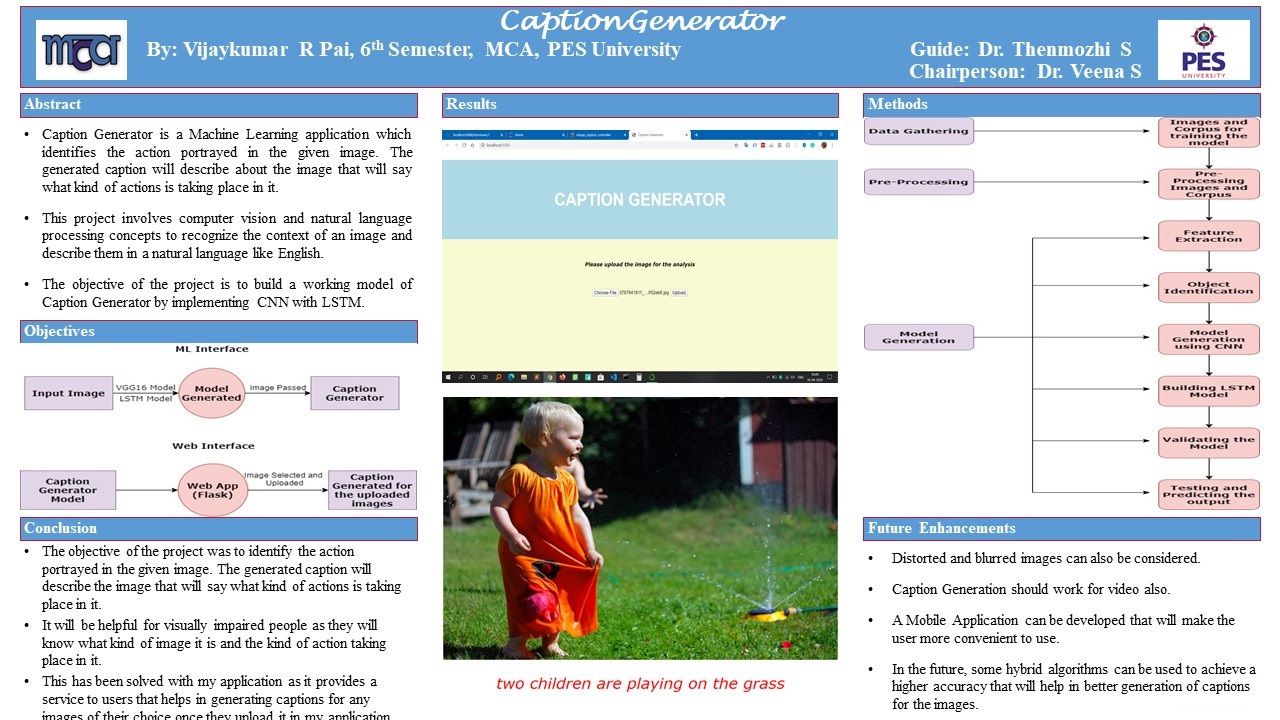 CaptionGenerator
By: Vijaykumar R Pai, 6th Semester, MCA, PES University
Guide: Dr. Thenmozhi S
Chairperson: Dr. Veena S
mca
PES
UNIVERSITY
Abstract
• Caption Generator is a Machine Learning application which
identifies the action portrayed in the given image. The
generated caption will describe about the image that will say
what kind of actions is taking place in it.
• This project involves computer vision and natural language
processing concepts to recognize the context of an image and
describe them in a natural language like English.
• The objective of the project is to build a working model of
Caption Generator by implementing CNN with LSTM.
Objectives
ML Interface
Input Image
VGG16 Model
LSTM Model
Model
Generated
Image Passed
Caption
Generator
Web Interface
Caption
Generator
Model
Web App
(Flask)
Image Selected and
Uploaded
Caption
Generated for
the uploaded
images
Conclusion
• The objective of the project was to identify the action
portrayed in the given image. The generated caption will
describe the image that will say what kind of actions is taking
place in it.
• It will be helpful for visually impaired people as they will
know what kind of image it is and the kind of action taking
place in it.
• This has been solved with my application as it provides a
service to users that helps in generating captions for any
images of their choice once they upload it in my application
Results
Home
Caption Generator
CAPTION GENERATOR
Please upload the image for the analysis
Choose File
Upload
two children are playing on the grass
Methods
Data Gathering
Images and
Corpus for
training the
model
Pre-Processing
Pre-
Processing
Images and
Corpus
Feature
Extraction
Object
Identification
Model
Generation
Model
Generation
using CNN
Building LSTM
Model
Validating the
Model
Testing and
Predicting the
output
Future Enhancements
• Distorted and blurred images can also be considered.
• Caption Generation should work for video also.
• A Mobile Application can be developed that will make the
user more convenient to use.
• In the future, some hybrid algorithms can be used to achieve a
higher accuracy that will help in better generation of captions
for the images.